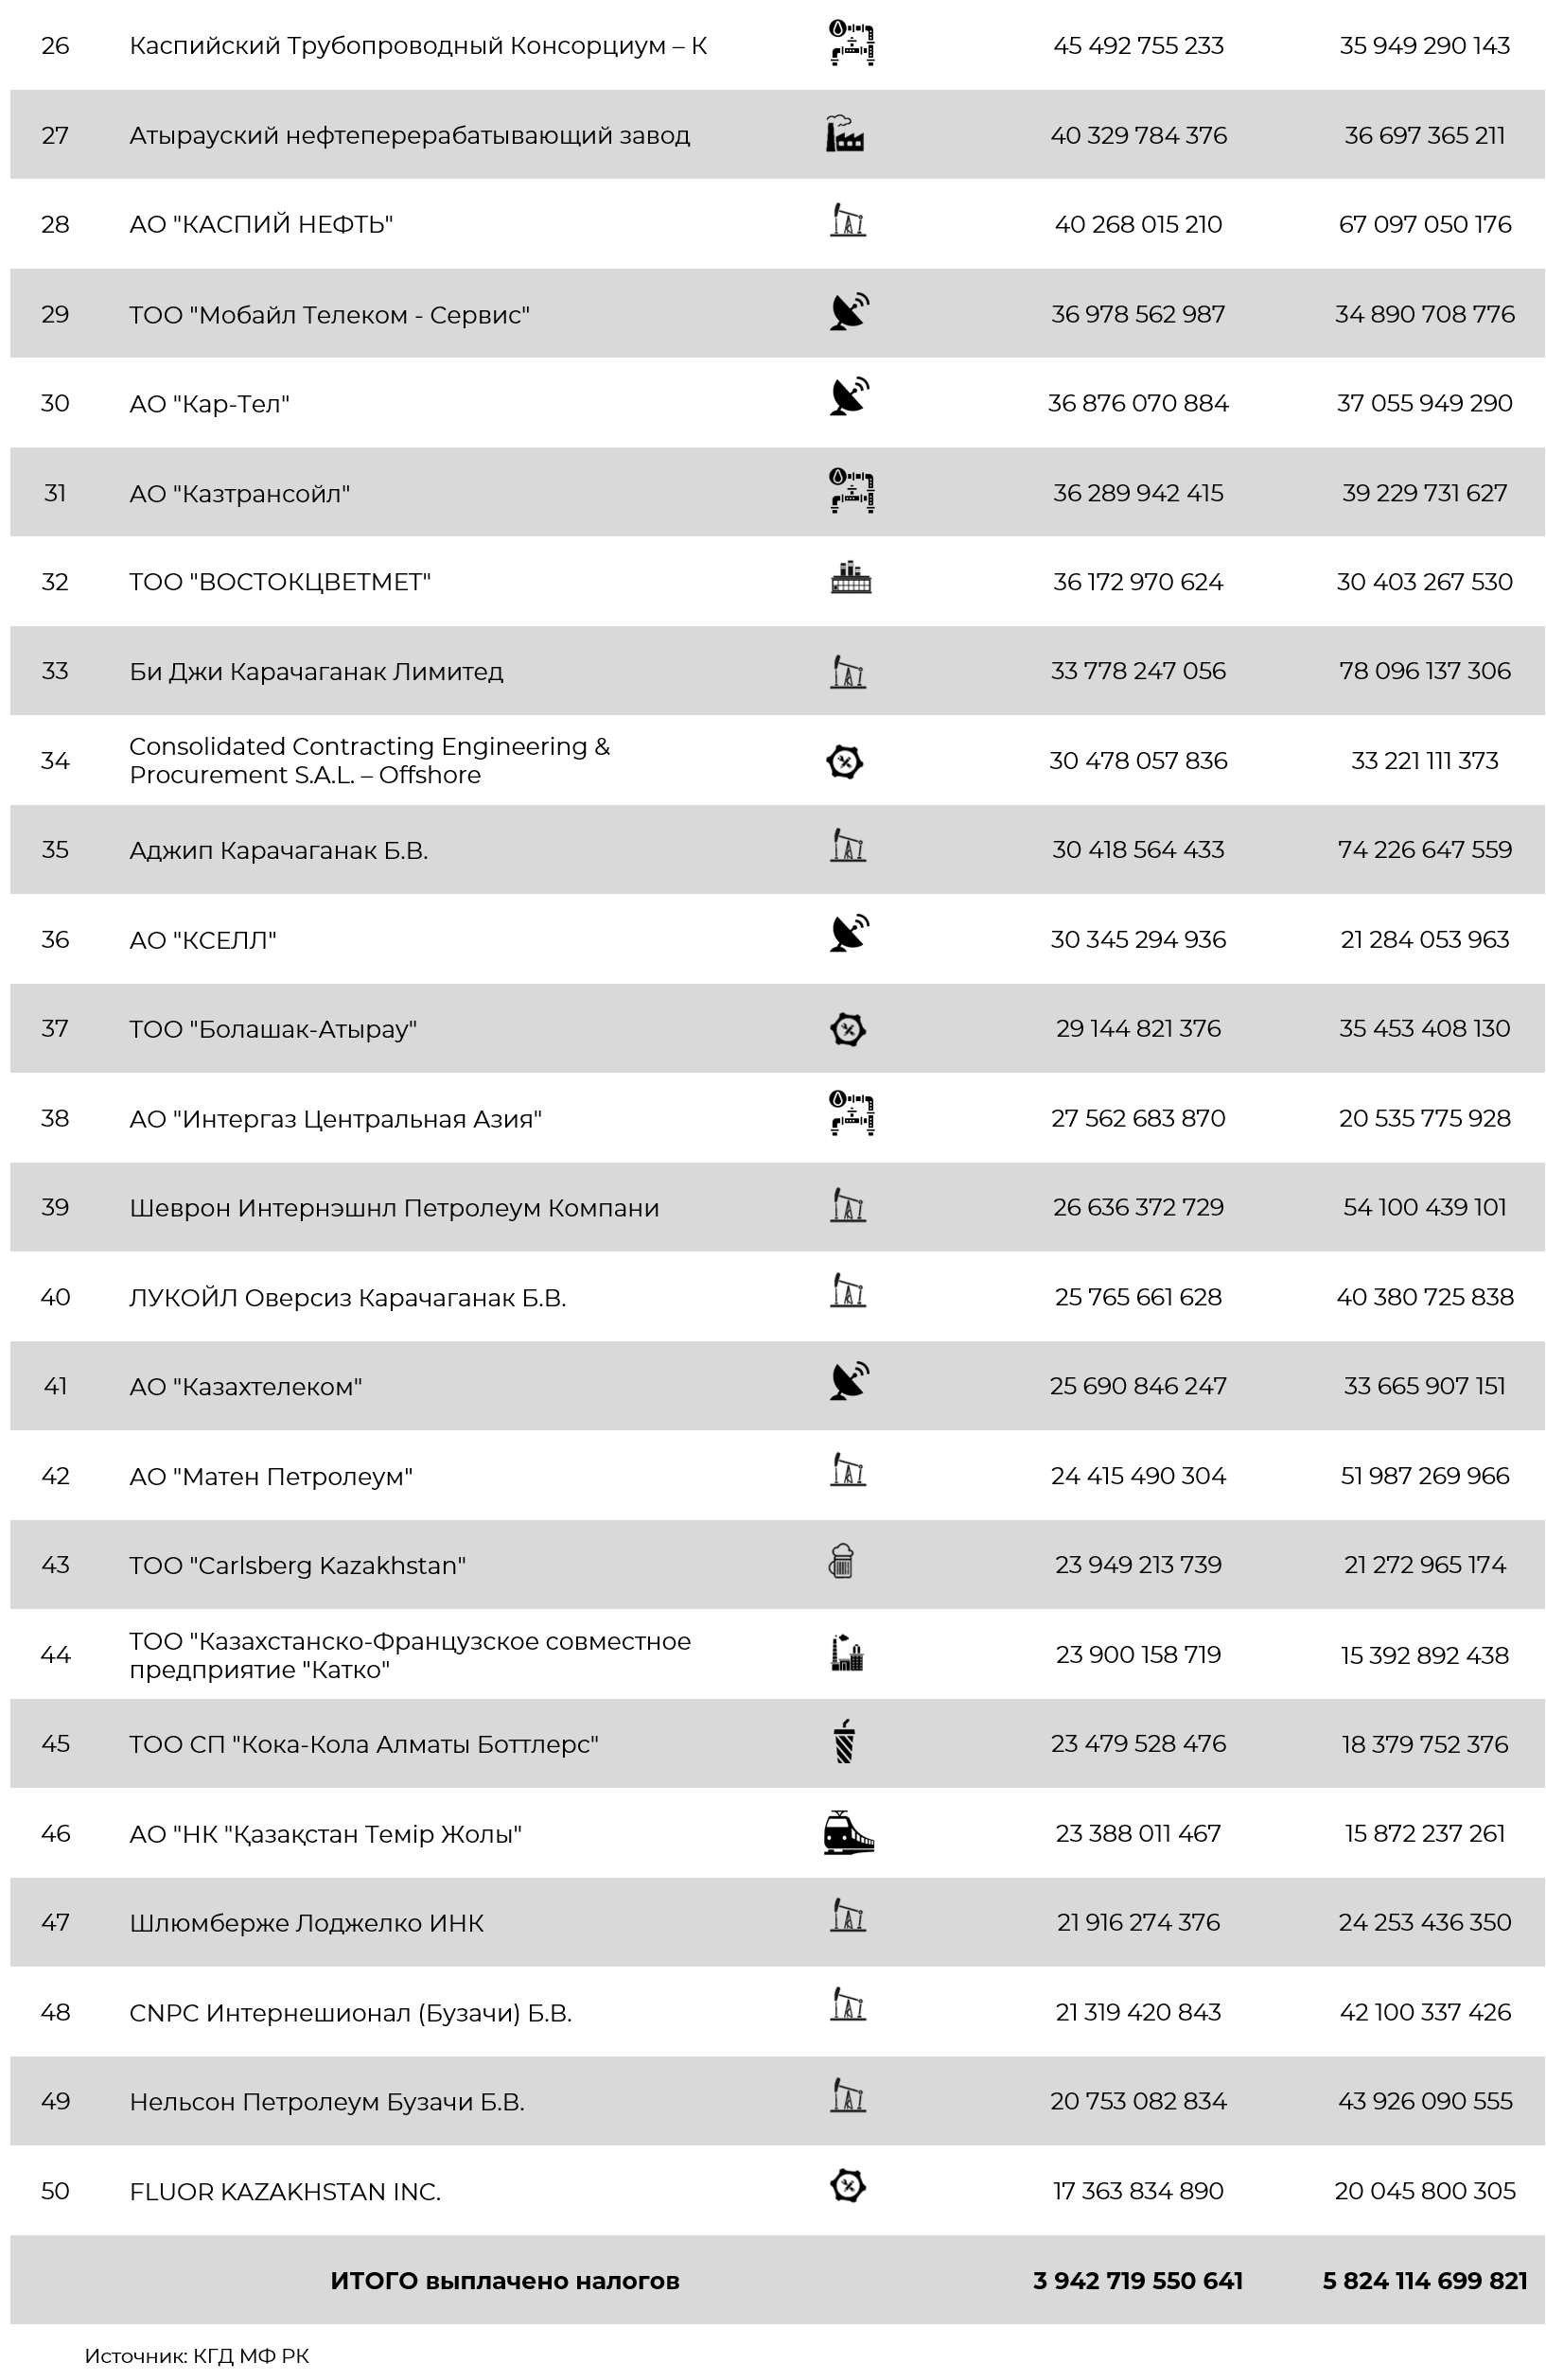 26 Каспийский Трубопроводный Консорциум – К 45 492 755 233 35 949 290 143
27 Атырауский нефтеперерабатывающий завод 40 329 784 376 36 697 365 211
28 АО "КАСПИЙ НЕФТЬ" 40 268 015 210 67 097 050 176
29 ТОО "Мобайл Телеком - Сервис" 36 978 562 987 34 890 708 776
30 АО "Кар-Тел" 36 876 070 884 37 055 949 290
31 АО "Казтрансойл" 36 289 942 415 39 229 731 627
32 ТОО "ВОСТОКЦВЕТМЕТ" 36 172 970 624 30 403 267 530
33 Би Джи Карачаганак Лимитед 33 778 247 056 78 096 137 306
34 Consolidated Contracting Engineering &
Procurement S.A.L. – Offshore 30 478 057 836 33 221 111 373
35 Аджип Карачаганак Б.В. 30 418 564 433 74 226 647 559
36 АО "КСЕЛЛ" 30 345 294 936 21 284 053 963
37 ТОО "Болашак-Атырау" 29 144 821 376 35 453 408 130
38 АО "Интергаз Центральная Азия" 27 562 683 870 20 535 775 928
39 Шеврон Интернэшнл Петролеум Компани 26 636 372 729 54 100 439 101
40 ЛУКОЙЛ Оверсиз Карачаганак Б.В. 25 765 661 628 40 380 725 838
41 АО "Казахтелеком" 25 690 846 247 33 665 907 151
42 АО "Матен Петролеум" 24 415 490 304 51 987 269 966
43 ТОО "Carlsberg Kazakhstan" 23 949 213 739 21 272 965 174
44 ТОО "Казахстанско-Французское совместное
предприятие "Катко" 23 900 158 719 15 392 892 438
45 ТОО СП "Кока-Кола Алматы Боттлерс" 23 479 528 476 18 379 752 376
46 АО "НК "Қазақстан Темір Жолы" 23 388 011 467 15 872 237 261
47 Шлюмберже Лоджелко ИНК 21 916 274 376 24 253 436 350
48 CNPC Интернешионал (Бузачи) Б.В. 21 319 420 843 42 100 337 426
49 Нельсон Петролеум Бузачи Б.В. 20 753 082 834 43 926 090 555
50 FLUOR KAZAKHSTAN INC. 17 363 834 890 20 045 800 305
ИТОГО выплачено налогов 3 942 719 550 641 5 824 114 699 821
Источник: КГД МФ РК